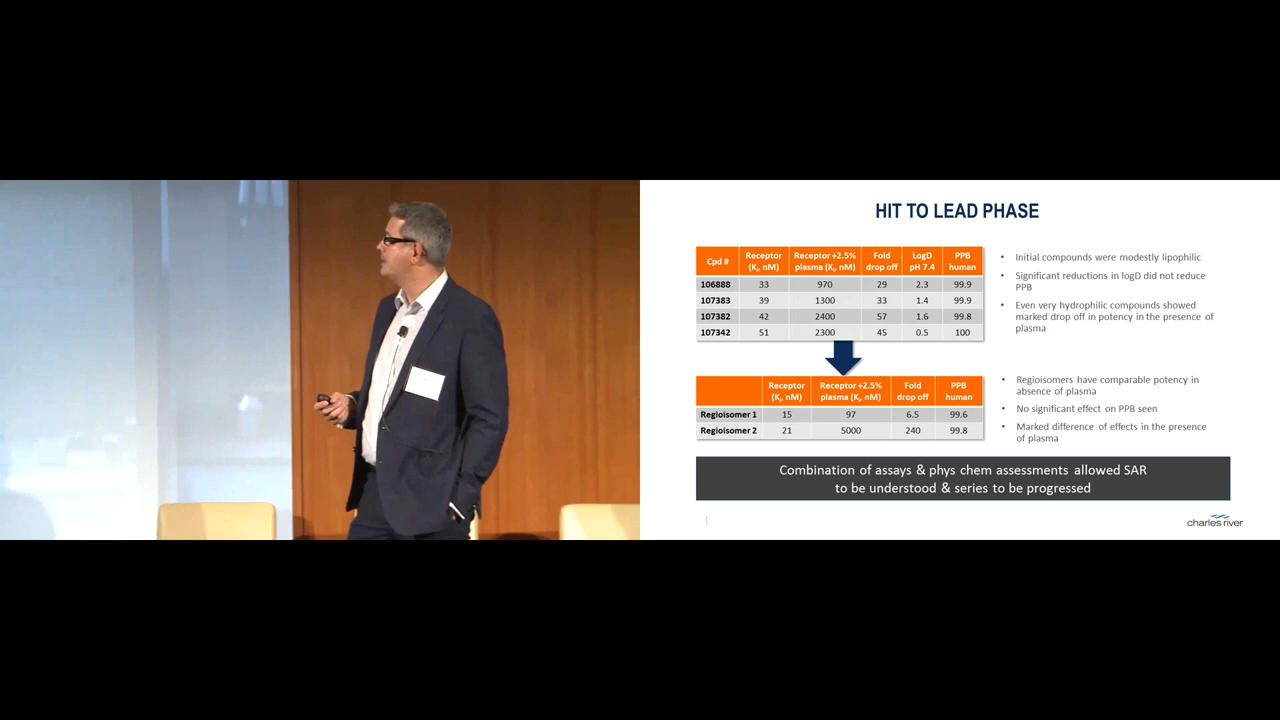 HIT TO LEAD PHASE
Cpd # Receptor (Kᵢ, nM) Receptor +2.5% plasma (Kᵢ, nM) Fold drop off LogD pH 7.4 PPB human
106888 33 970 29 2.3 99.9
107383 39 1300 33 1.4 99.9
107382 42 2400 57 1.6 99.8
107342 51 2300 45 0.5 100
• Initial compounds were modestly lipophilic
• Significant reductions in logD did not reduce
PPB
• Even very hydrophilic compounds showed
marked drop off in potency in the presence of
plasma
Receptor (Kᵢ, nM) Receptor +2.5% plasma (Kᵢ, nM) Fold drop off PPB human
Regioisomer 1 15 97 6.5 99.6
Regioisomer 2 21 5000 240 99.8
• Regioisomers have comparable potency in
absence of plasma
• No significant effect on PPB seen
• Marked difference of effects in the presence
of plasma
Combination of assays & phys chem assessments allowed SAR
to be understood & series to be progressed
charles river